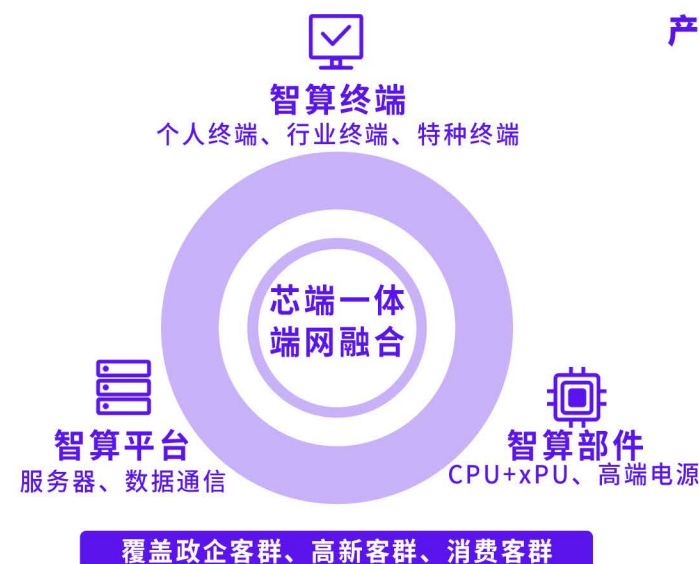 产
智算终端
个人终端、行业终端、特种终端
芯端一体
端网融合
智算平台
服务器、数据通信
智算部件
CPU+xPU、高端电源
覆盖政企客群、高新客群、消费客群